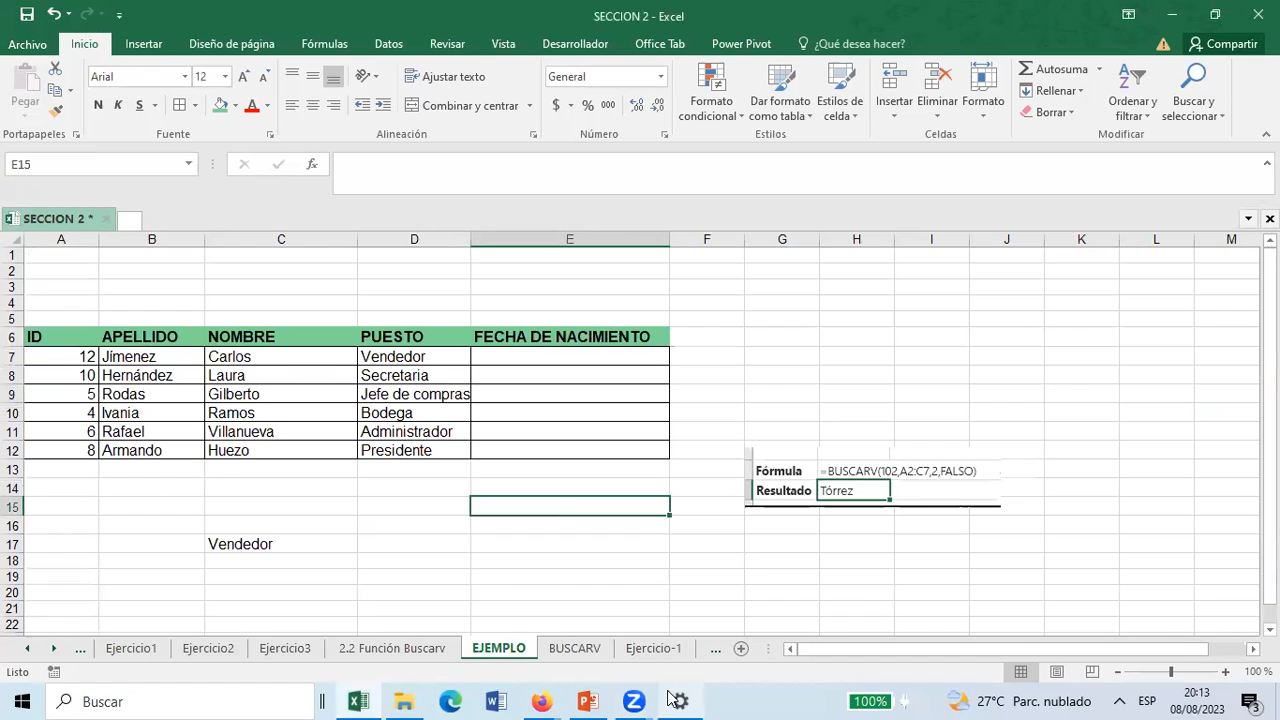 SECCION 2 - Excel
Archivo Inicio Insertar Diseño de página Fórmulas Datos Revisar Vista Desarrollador Office Tab Power Pivot ¿Qué desea hacer? Compartir
Pegar
Arial 12
N K S
Ajustar texto
Combinar y centrar
General
$ % 000
Formato condicional
Dar formato como tabla
Estilos de celda
Insertar Eliminar Formato
Autosuma
Rellenar
Borrar
Ordenar y filtrar
Buscar y seleccionar
Portapapeles Fuente Alineación Número Estilos Celdas Modificar
E15 fx
SECCION 2 *
A B C D E F G H I J K L M
1
2
3
4
5
6 ID APELLIDO NOMBRE PUESTO FECHA DE NACIMIENTO
7 12 Jímenez Carlos Vendedor
8 10 Hernández Laura Secretaria
9 5 Rodas Gilberto Jefe de compras
10 4 Ivania Ramos Bodega
11 6 Rafael Villanueva Administrador
12 8 Armando Huezo Presidente
13 Fórmula =BUSCARV(102,A2:C7,2,FALSO)
14 Resultado Tórrez
15
16
17 Vendedor
18
19
20
21
22
... Ejercicio1 Ejercicio2 Ejercicio3 2.2 Función Buscarv EJEMPLO BUSCARV Ejercicio-1 ...
Listo 100 %
Buscar 100% 27°C Parc. nublado ESP 20:13
08/08/2023 3